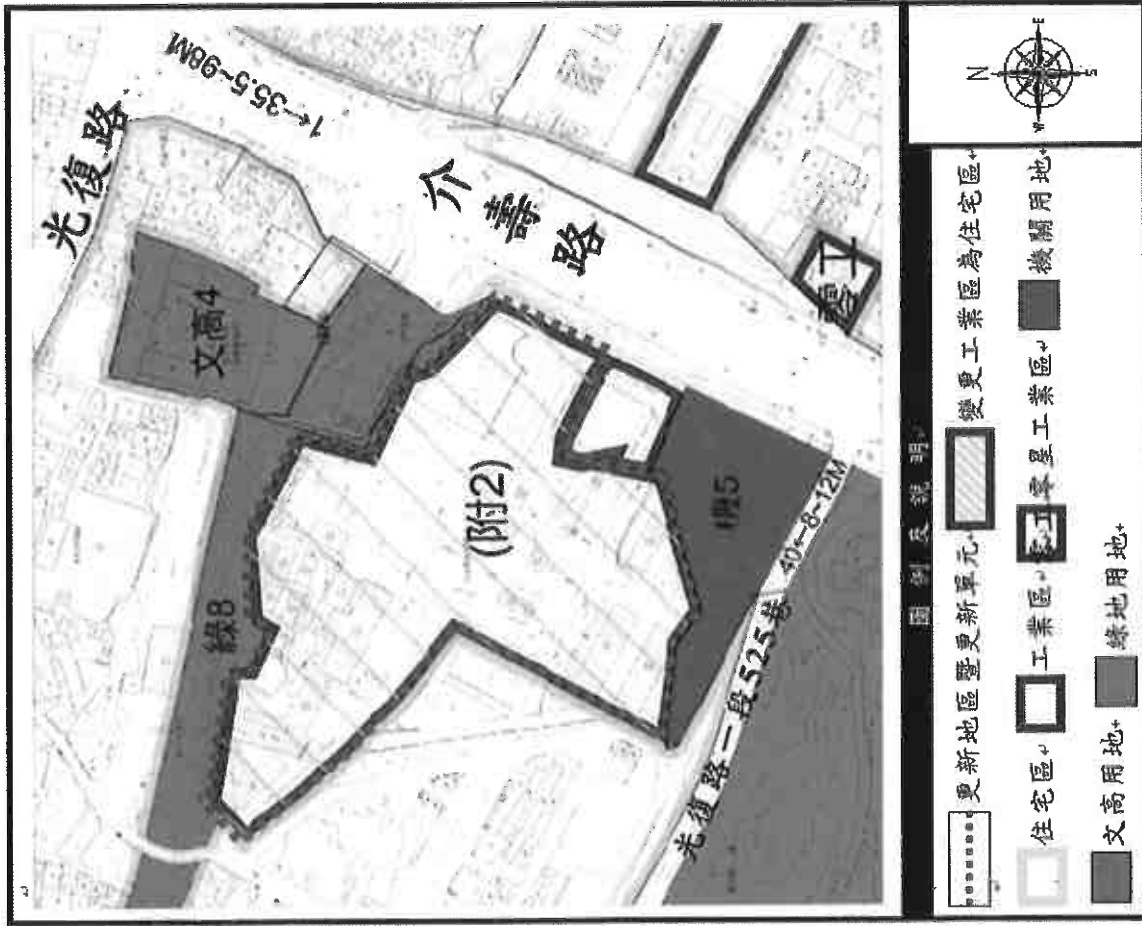 光復路
1←35.5~98M
介壽路
文高4
綠8
(附2)
零工
機5
光復路一段525巷
40←8~12M
圖例及說明
更新地區暨更新單元
變更工業區為住宅區
住宅區
工業區
零工
零星工業區
機關用地
文高用地
綠地用地
N
E
S
W